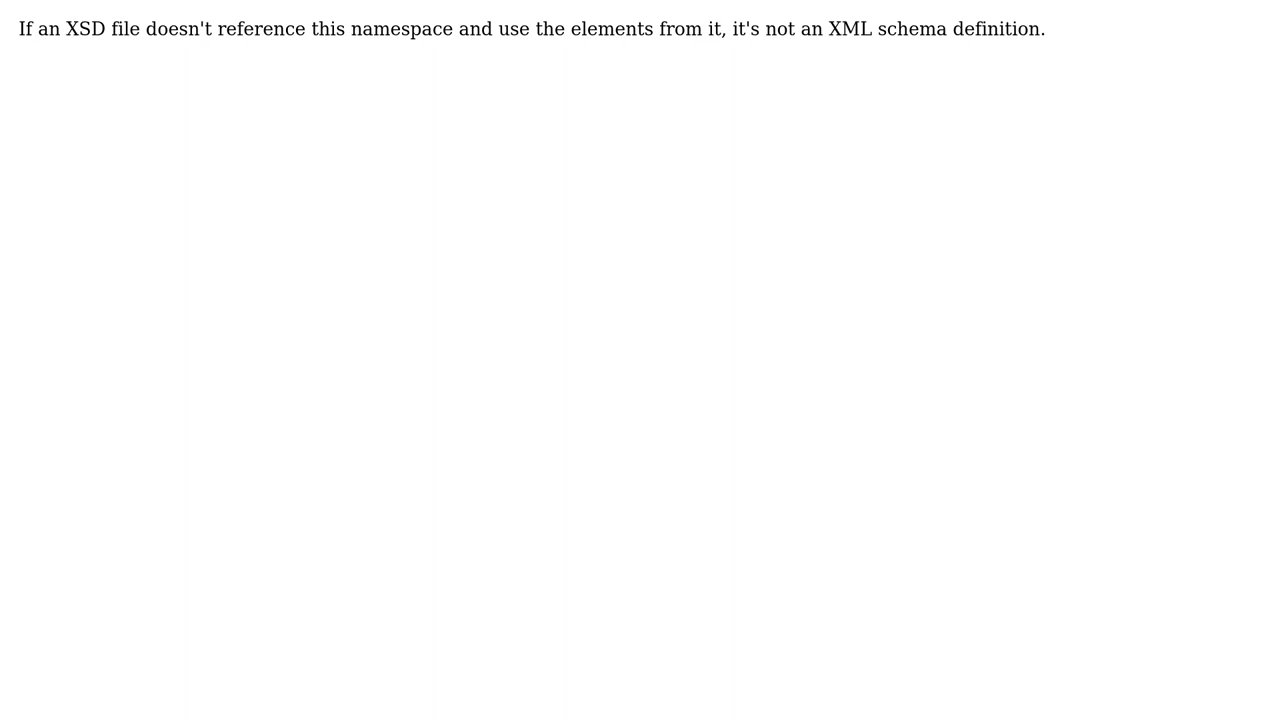 If an XSD file doesn't reference this namespace and use the elements from it, it's not an XML schema definition.